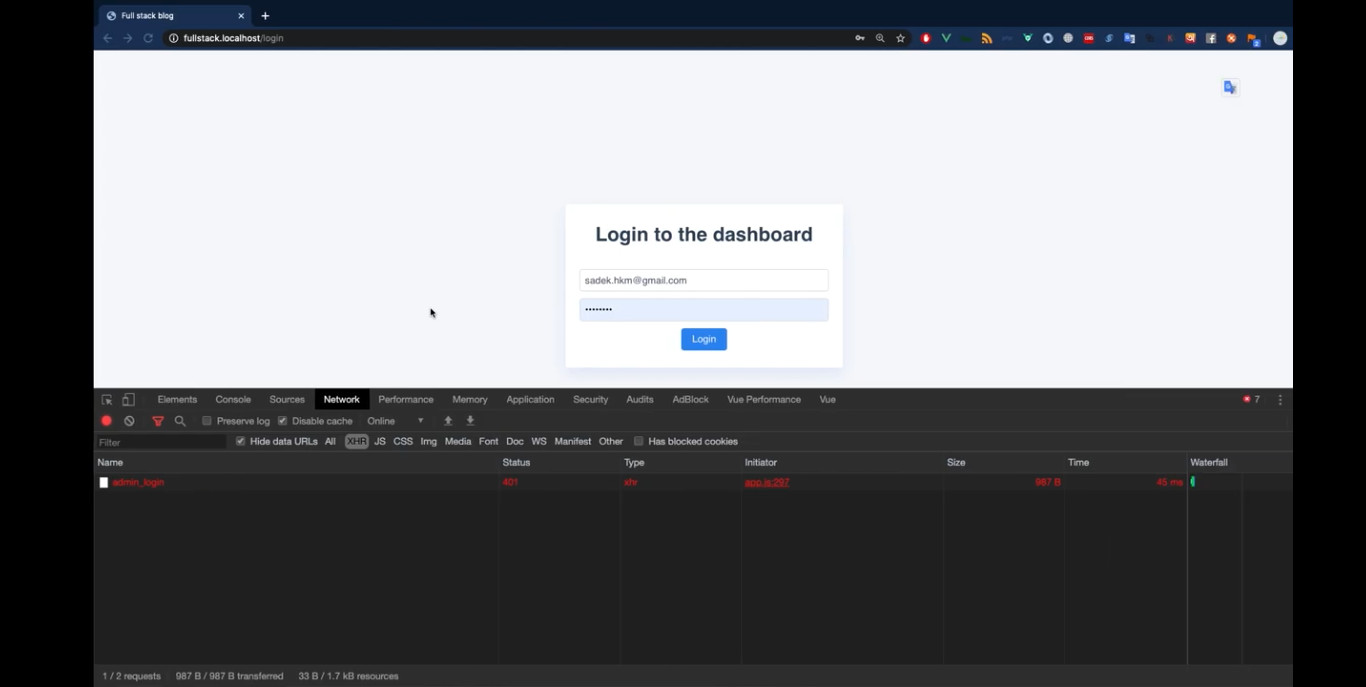 Full stack blog
fullstack.localhost/login
Login to the dashboard
sadek.hkm@gmail.com
••••••••
Login
Elements Console Sources Network Performance Memory Application Security Audits AdBlock Vue Performance Vue 7
Preserve log Disable cache Online
Filter Hide data URLs All XHR JS CSS Img Media Font Doc WS Manifest Other Has blocked cookies
Name Status Type Initiator Size Time Waterfall
admin_login 401 xhr app.js:297 987 B 45 ms
1 / 2 requests 987 B / 987 B transferred 33 B / 1.7 kB resources